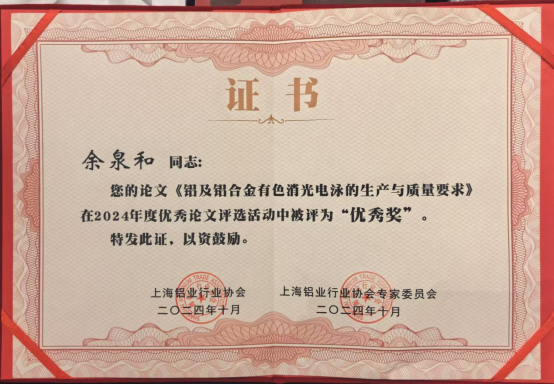 证书
余泉和 同志:
您的论文《铝及铝合金有色消光电泳的生产与质量要求》
在2024年度优秀论文评选活动中被评为“优秀奖”。
特发此证，以资鼓励。
上海铝业行业协会 上海铝业行业协会专家委员会
二〇二四年十月 二〇二四年十月